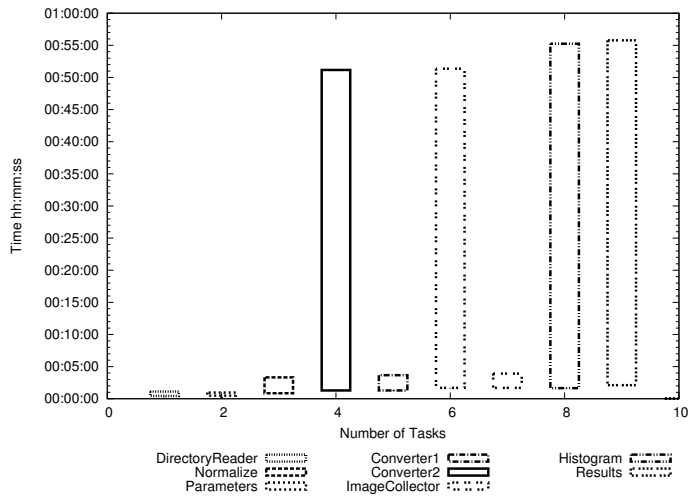 01:00:00
00:55:00
00:50:00
00:45:00
00:40:00
00:35:00
00:30:00
00:25:00
00:20:00
00:15:00
00:10:00
00:05:00
00:00:00
Time hh:mm:ss
0 2 4 6 8 10
Number of Tasks
DirectoryReader Converter1 Histogram
Normalize Converter2 Results
Parameters ImageCollector